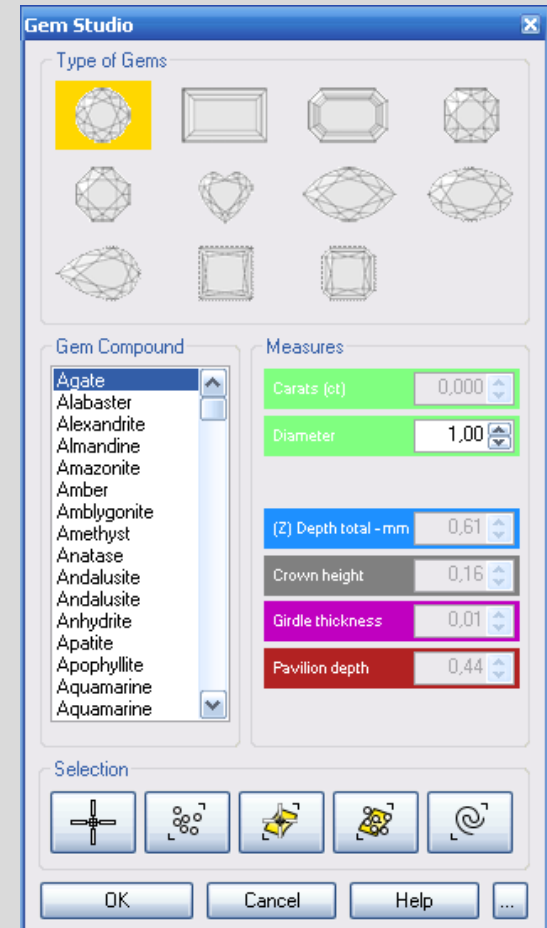 Gem Studio
Type of Gems
Gem Compound
Agate
Alabaster
Alexandrite
Almandine
Amazonite
Amber
Amblygonite
Amethyst
Anatase
Andalusite
Andalusite
Anhydrite
Apatite
Apophyllite
Aquamarine
Aquamarine
Measures
Carats (ct) 0,000
Diameter 1,00
(Z) Depth total - mm 0,61
Crown height 0,16
Girdle thickness 0,01
Pavilion depth 0,44
Selection
OK Cancel Help ...